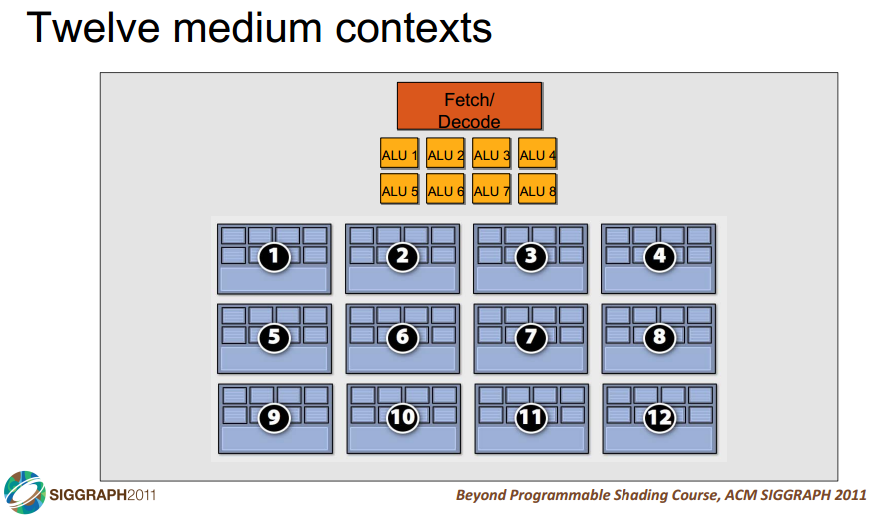 Twelve medium contexts
Fetch/
Decode
ALU 1 ALU 2 ALU 3 ALU 4
ALU 5 ALU 6 ALU 7 ALU 8
1 2 3 4
5 6 7 8
9 10 11 12
SIGGRAPH2011
Beyond Programmable Shading Course, ACM SIGGRAPH 2011